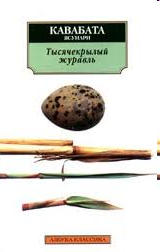 КАВАБАТА
ЯСУНАРИ
Тысячекрылый
журавль
АЗБУКА-КЛАССИКА